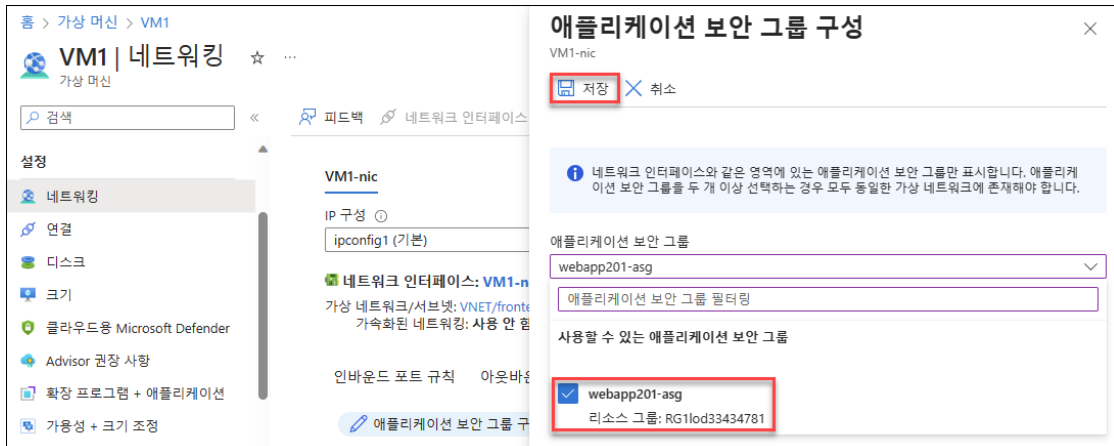 홈 > 가상 머신 > VM1
VM1 | 네트워킹
가상 머신
검색
설정
네트워킹
연결
디스크
크기
클라우드용 Microsoft Defender
Advisor 권장 사항
확장 프로그램 + 애플리케이션
가용성 + 크기 조정
피드백
네트워크 인터페이스
VM1-nic
IP 구성
ipconfig1 (기본)
네트워크 인터페이스: VM1-n
가상 네트워크/서브넷: VNET/fronte
가속화된 네트워킹: 사용 안 함
인바운드 포트 규칙 아웃바운
애플리케이션 보안 그룹 구
애플리케이션 보안 그룹 구성
VM1-nic
저장 취소
네트워크 인터페이스와 같은 영역에 있는 애플리케이션 보안 그룹만 표시합니다. 애플리케
이션 보안 그룹을 두 개 이상 선택하는 경우 모두 동일한 가상 네트워크에 존재해야 합니다.
애플리케이션 보안 그룹
webapp201-asg
애플리케이션 보안 그룹 필터링
사용할 수 있는 애플리케이션 보안 그룹
webapp201-asg
리소스 그룹: RG1lod33434781